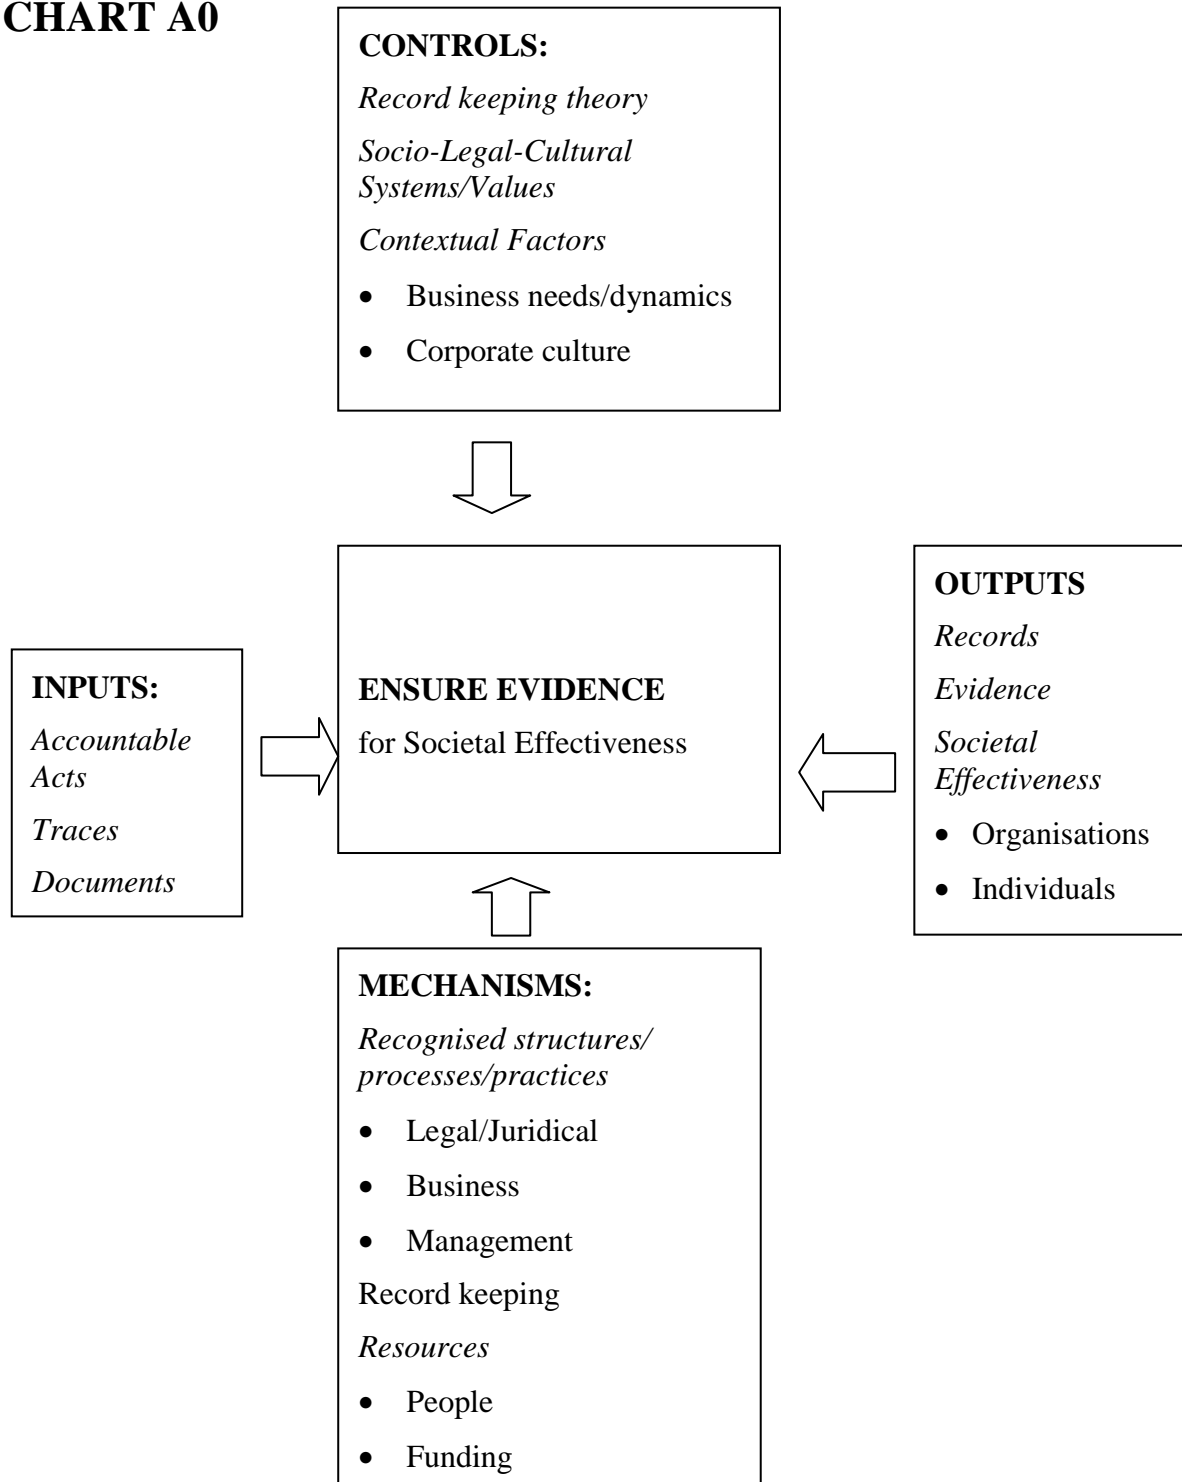 CHART A0
CONTROLS:
Record keeping theory
Socio-Legal-Cultural
Systems/Values
Contextual Factors
• Business needs/dynamics
• Corporate culture
INPUTS:
Accountable
Acts
Traces
Documents
ENSURE EVIDENCE
for Societal Effectiveness
OUTPUTS
Records
Evidence
Societal
Effectiveness
• Organisations
• Individuals
MECHANISMS:
Recognised structures/
processes/practices
• Legal/Juridical
• Business
• Management
Record keeping
Resources
• People
• Funding